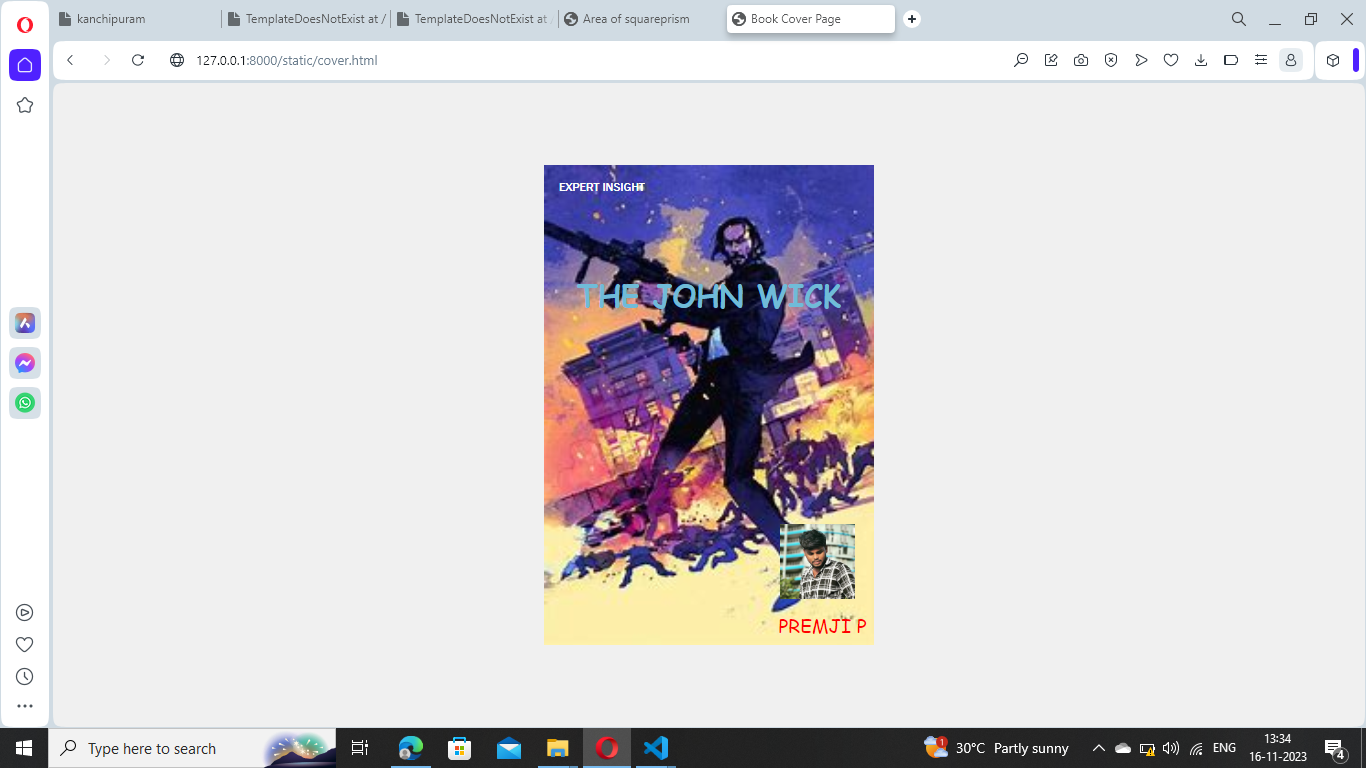 kanchipuram
TemplateDoesNotExist at /
TemplateDoesNotExist at
Area of squareprism
Book Cover Page
127.0.0.1:8000/static/cover.html
EXPERT INSIGHT
THE JOHN WICK
PREMJI P
Type here to search
1
30°C Partly sunny
ENG
13:34
16-11-2023
4